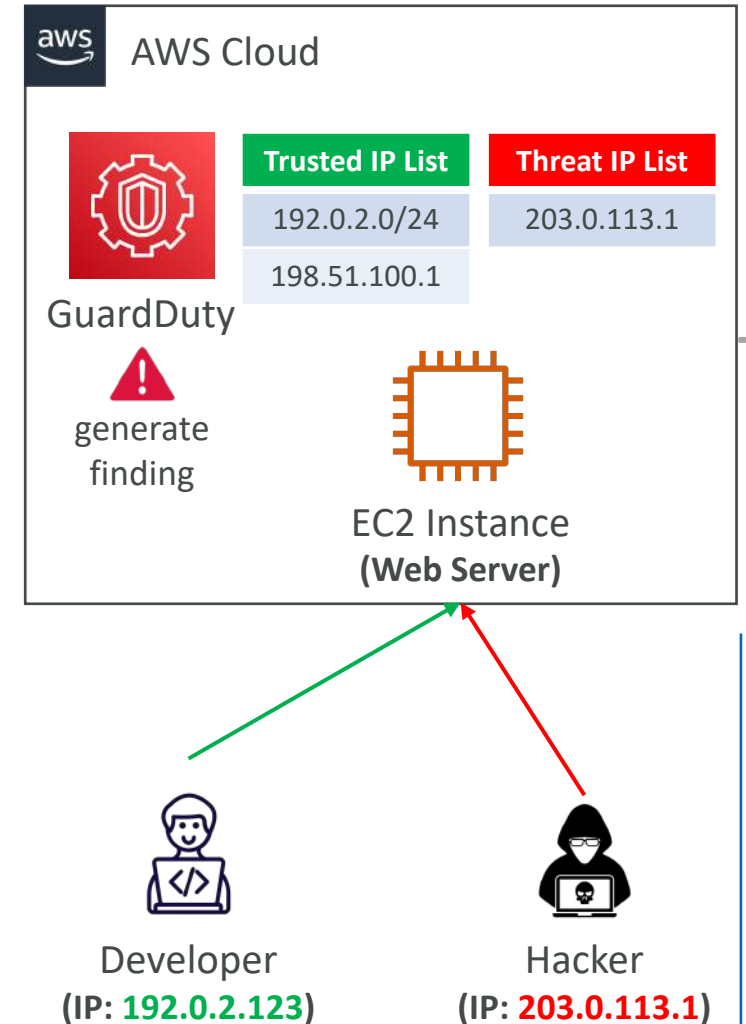 aws
AWS Cloud
Trusted IP List
Threat IP List
192.0.2.0/24
203.0.113.1
198.51.100.1
GuardDuty
!
generate
finding
EC2 Instance
(Web Server)
</>
Developer
(IP: 192.0.2.123)
Hacker
(IP: 203.0.113.1)